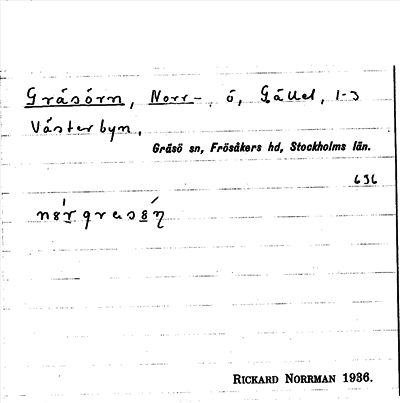 Gräsörn, Norr-, ö, Gället, 1-3
Västerbyn.
Gräsö sn, Frösåkers hd, Stockholms län.
636
RICKARD NORRMAN 1936.